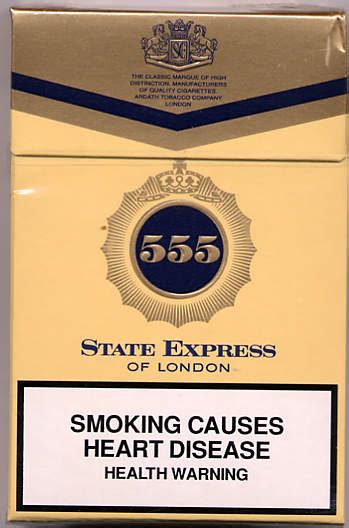 THE CLASSIC MARQUE OF HIGH
DISTINCTION. MANUFACTURERS
OF QUALITY CIGARETTES
ARDATH TOBACCO COMPANY
LONDON
555
STATE EXPRESS
OF LONDON
SMOKING CAUSES
HEART DISEASE
HEALTH WARNING